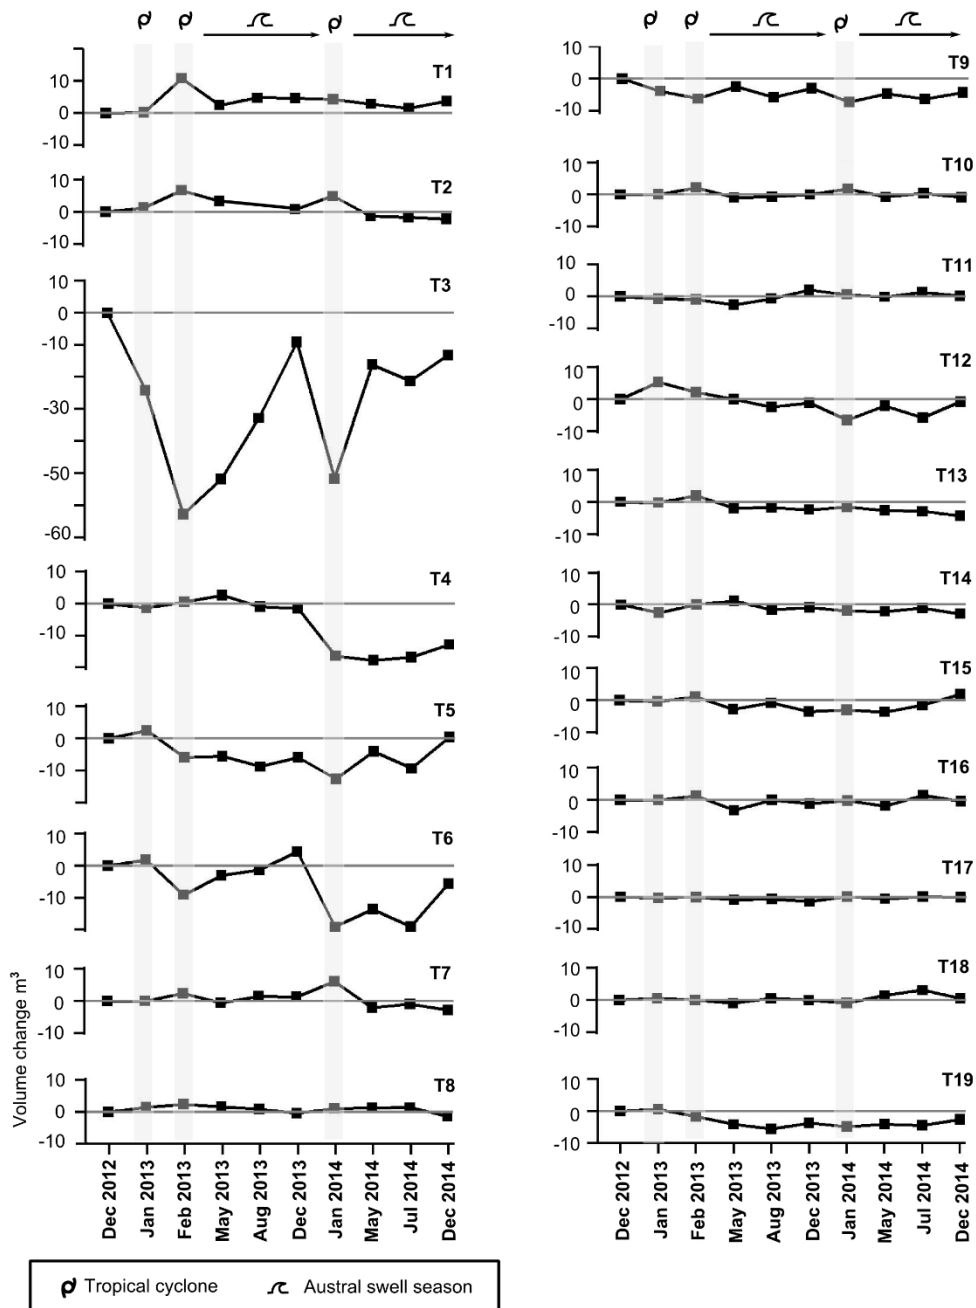 T1
10
0
-10
T2
10
0
-10
T3
10
0
-10
-30
-50
-60
T4
10
0
-10
T5
10
0
-10
T6
10
0
-10
T7
10
0
-10
T8
10
0
-10
Volume change m³
Dec 2012
Jan 2013
Feb 2013
May 2013
Aug 2013
Dec 2013
Jan 2014
May 2014
Jul 2014
Dec 2014
T9
10
0
-10
T10
10
0
-10
T11
10
0
-10
T12
10
0
-10
T13
10
0
-10
T14
10
0
-10
T15
10
0
-10
T16
10
0
-10
T17
10
0
-10
T18
10
0
-10
T19
10
0
-10
Dec 2012
Jan 2013
Feb 2013
May 2013
Aug 2013
Dec 2013
Jan 2014
May 2014
Jul 2014
Dec 2014
Tropical cyclone
Austral swell season